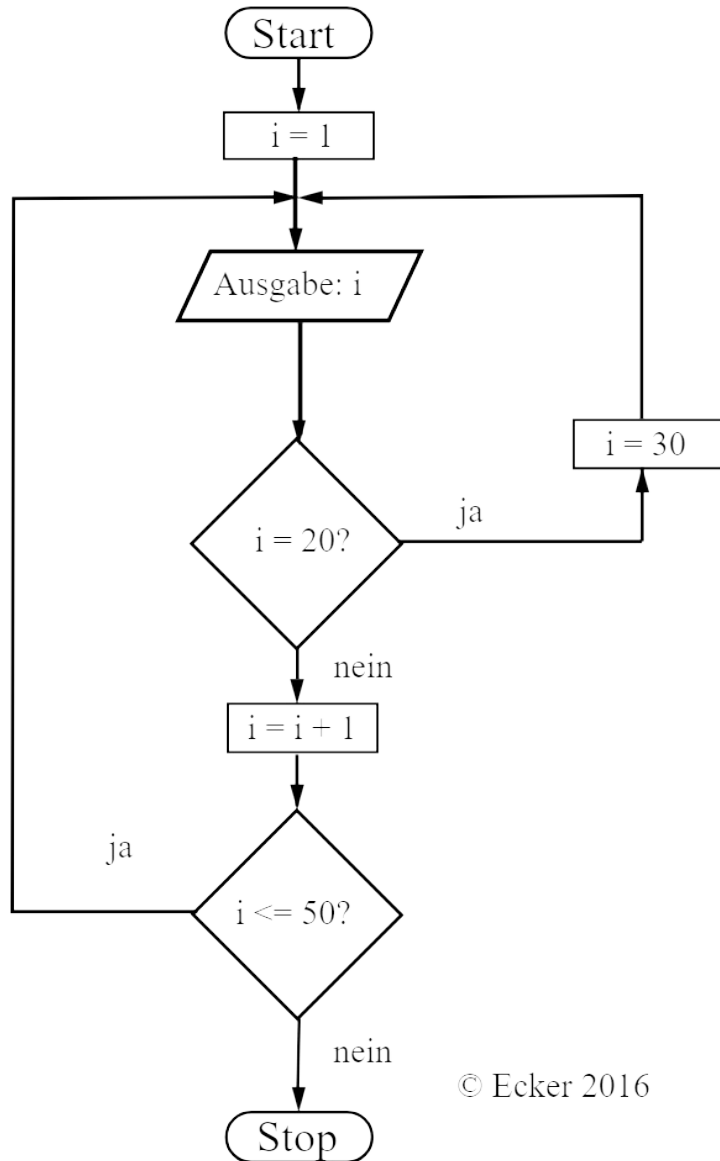 Start
i = 1
Ausgabe: i
i = 30
ja
i = 20?
nein
i = i + 1
ja
i <= 50?
nein
© Ecker 2016
Stop